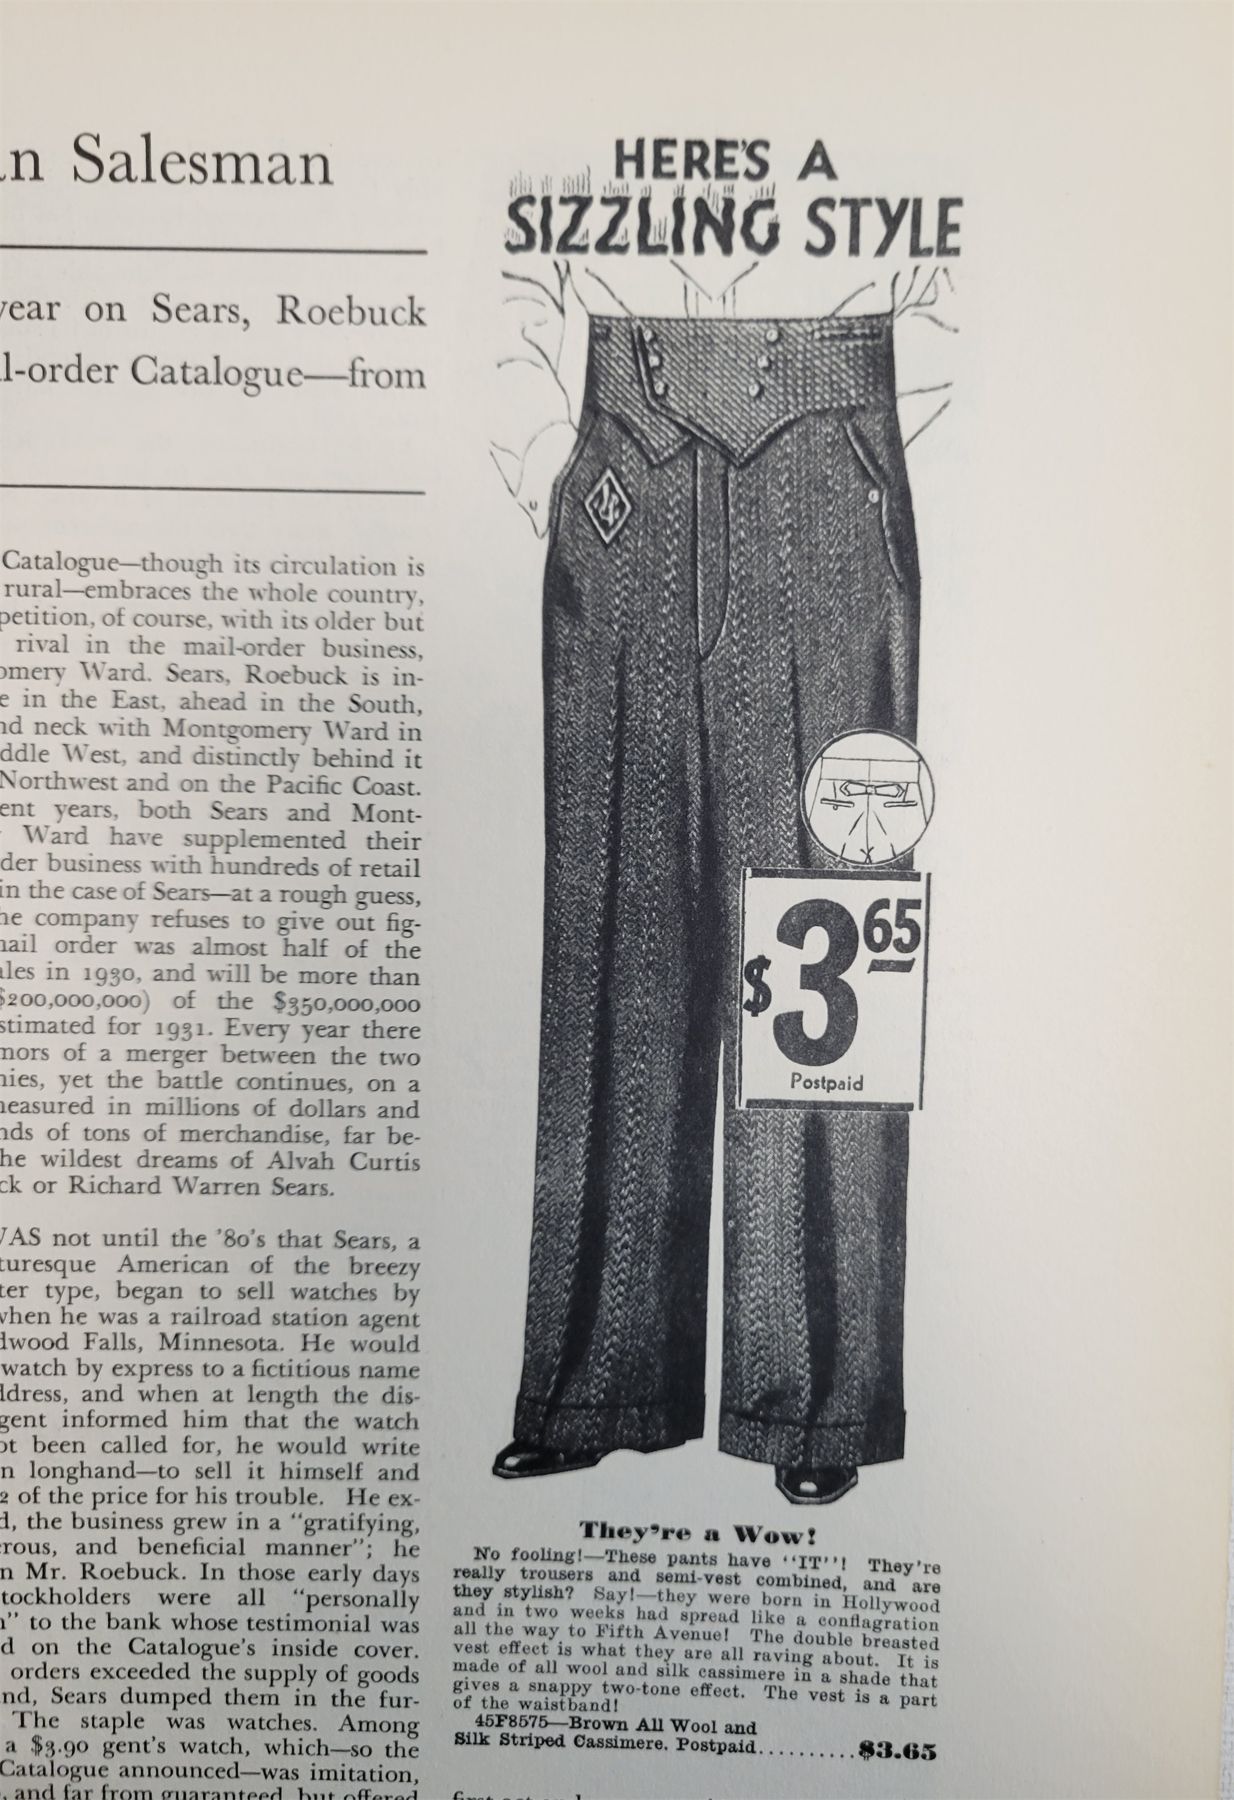 in Salesman
year on Sears, Roebuck
l-order Catalogue—from
Catalogue—though its circulation is
rural—embraces the whole country,
petition, of course, with its older but
rival in the mail-order business,
omery Ward. Sears, Roebuck is in-
e in the East, ahead in the South,
nd neck with Montgomery Ward in
ddle West, and distinctly behind it
Northwest and on the Pacific Coast.
ent years, both Sears and Mont-
Ward have supplemented their
der business with hundreds of retail
in the case of Sears—at a rough guess,
he company refuses to give out fig-
nail order was almost half of the
ales in 1930, and will be more than
$200,000,000) of the $350,000,000
stimated for 1931. Every year there
mors of a merger between the two
nies, yet the battle continues, on a
measured in millions of dollars and
nds of tons of merchandise, far be-
he wildest dreams of Alvah Curtis
ck or Richard Warren Sears.
VAS not until the '80's that Sears, a
turesque American of the breezy
ter type, began to sell watches by
when he was a railroad station agent
dwood Falls, Minnesota. He would
watch by express to a fictitious name
ddress, and when at length the dis-
gent informed him that the watch
ot been called for, he would write
n longhand—to sell it himself and
2 of the price for his trouble. He ex-
d, the business grew in a "gratifying,
erous, and beneficial manner"; he
n Mr. Roebuck. In those early days
tockholders were all "personally
n" to the bank whose testimonial was
d on the Catalogue's inside cover.
orders exceeded the supply of goods
nd, Sears dumped them in the fur-
The staple was watches. Among
a $3.90 gent's watch, which—so the
Catalogue announced—was imitation,
, and far from guaranteed, but offered
HERE'S A
SIZZLING STYLE
$3 65
Postpaid
They're a Wow!
No fooling!—These pants have "IT"! They're
really trousers and semi-vest combined, and are
they stylish? Say!—they were born in Hollywood
and in two weeks had spread like a conflagration
all the way to Fifth Avenue! The double breasted
vest effect is what they are all raving about. It is
made of all wool and silk cassimere in a shade that
gives a snappy two-tone effect. The vest is a part
of the waistband!
45F8575—Brown All Wool and
Silk Striped Cassimere. Postpaid..........$3.65